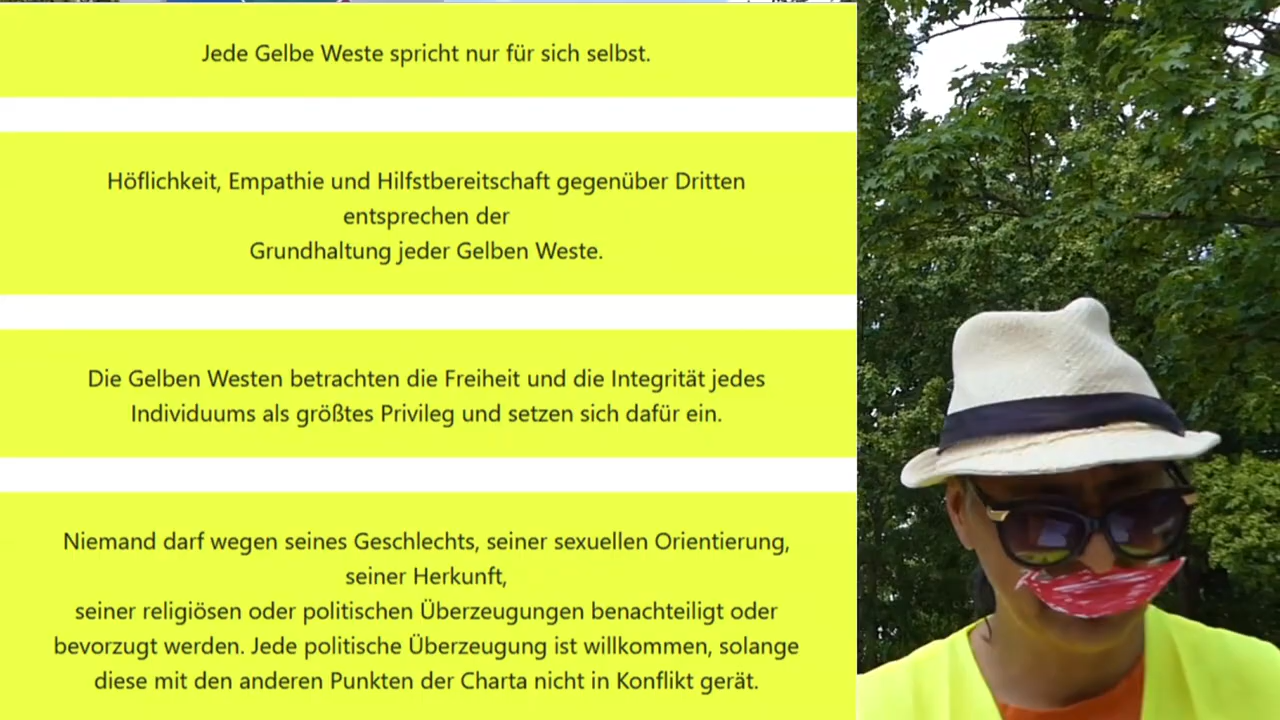 Jede Gelbe Weste spricht nur für sich selbst.
Höflichkeit, Empathie und Hilfstbereitschaft gegenüber Dritten
entsprechen der
Grundhaltung jeder Gelben Weste.
Die Gelben Westen betrachten die Freiheit und die Integrität jedes
Individuums als größtes Privileg und setzen sich dafür ein.
Niemand darf wegen seines Geschlechts, seiner sexuellen Orientierung,
seiner Herkunft,
seiner religiösen oder politischen Überzeugungen benachteiligt oder
bevorzugt werden. Jede politische Überzeugung ist willkommen, solange
diese mit den anderen Punkten der Charta nicht in Konflikt gerät.